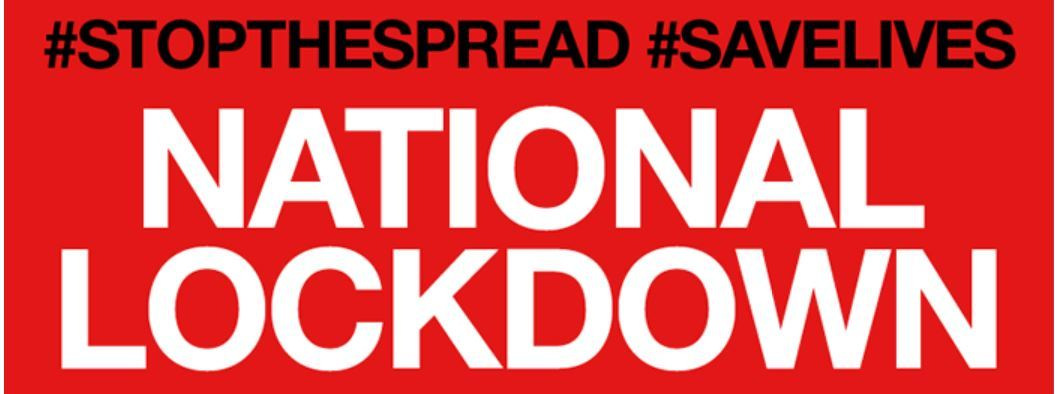 #STOPTHESPREAD #SAVELIVES
NATIONAL
LOCKDOWN